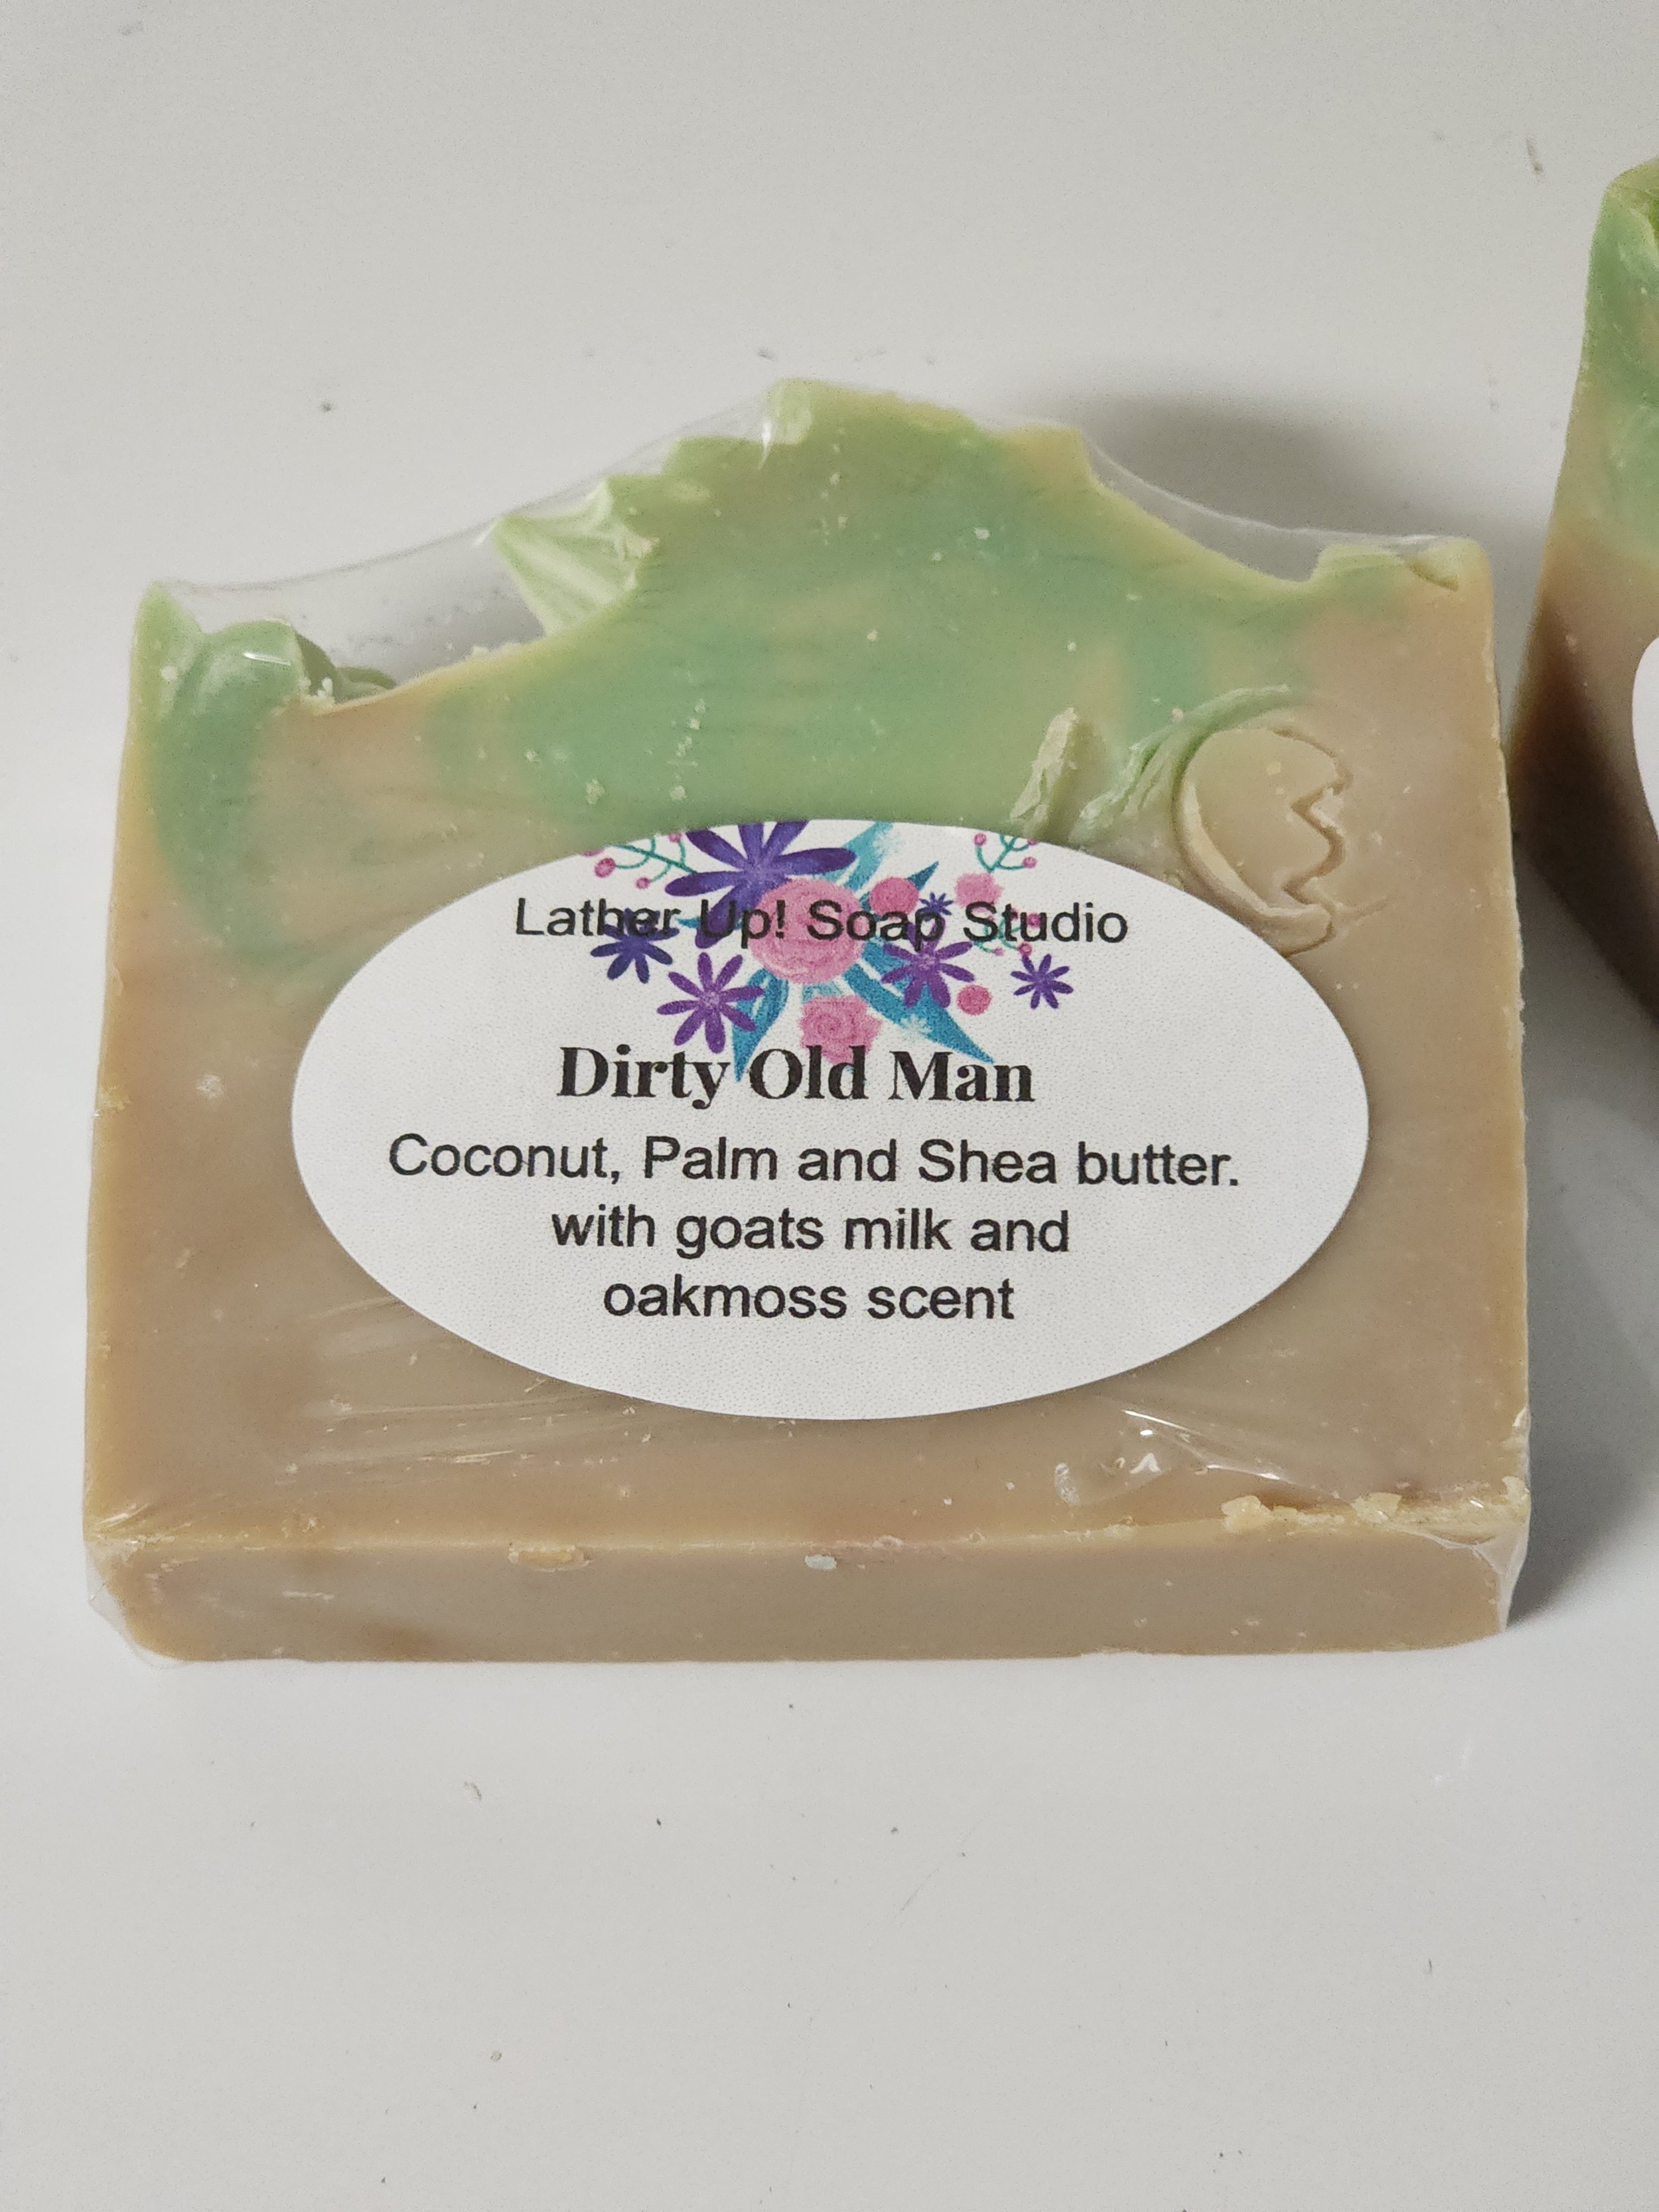 Lather Up! Soap Studio
Dirty Old Man
Coconut, Palm and Shea butter.
with goats milk and
oakmoss scent